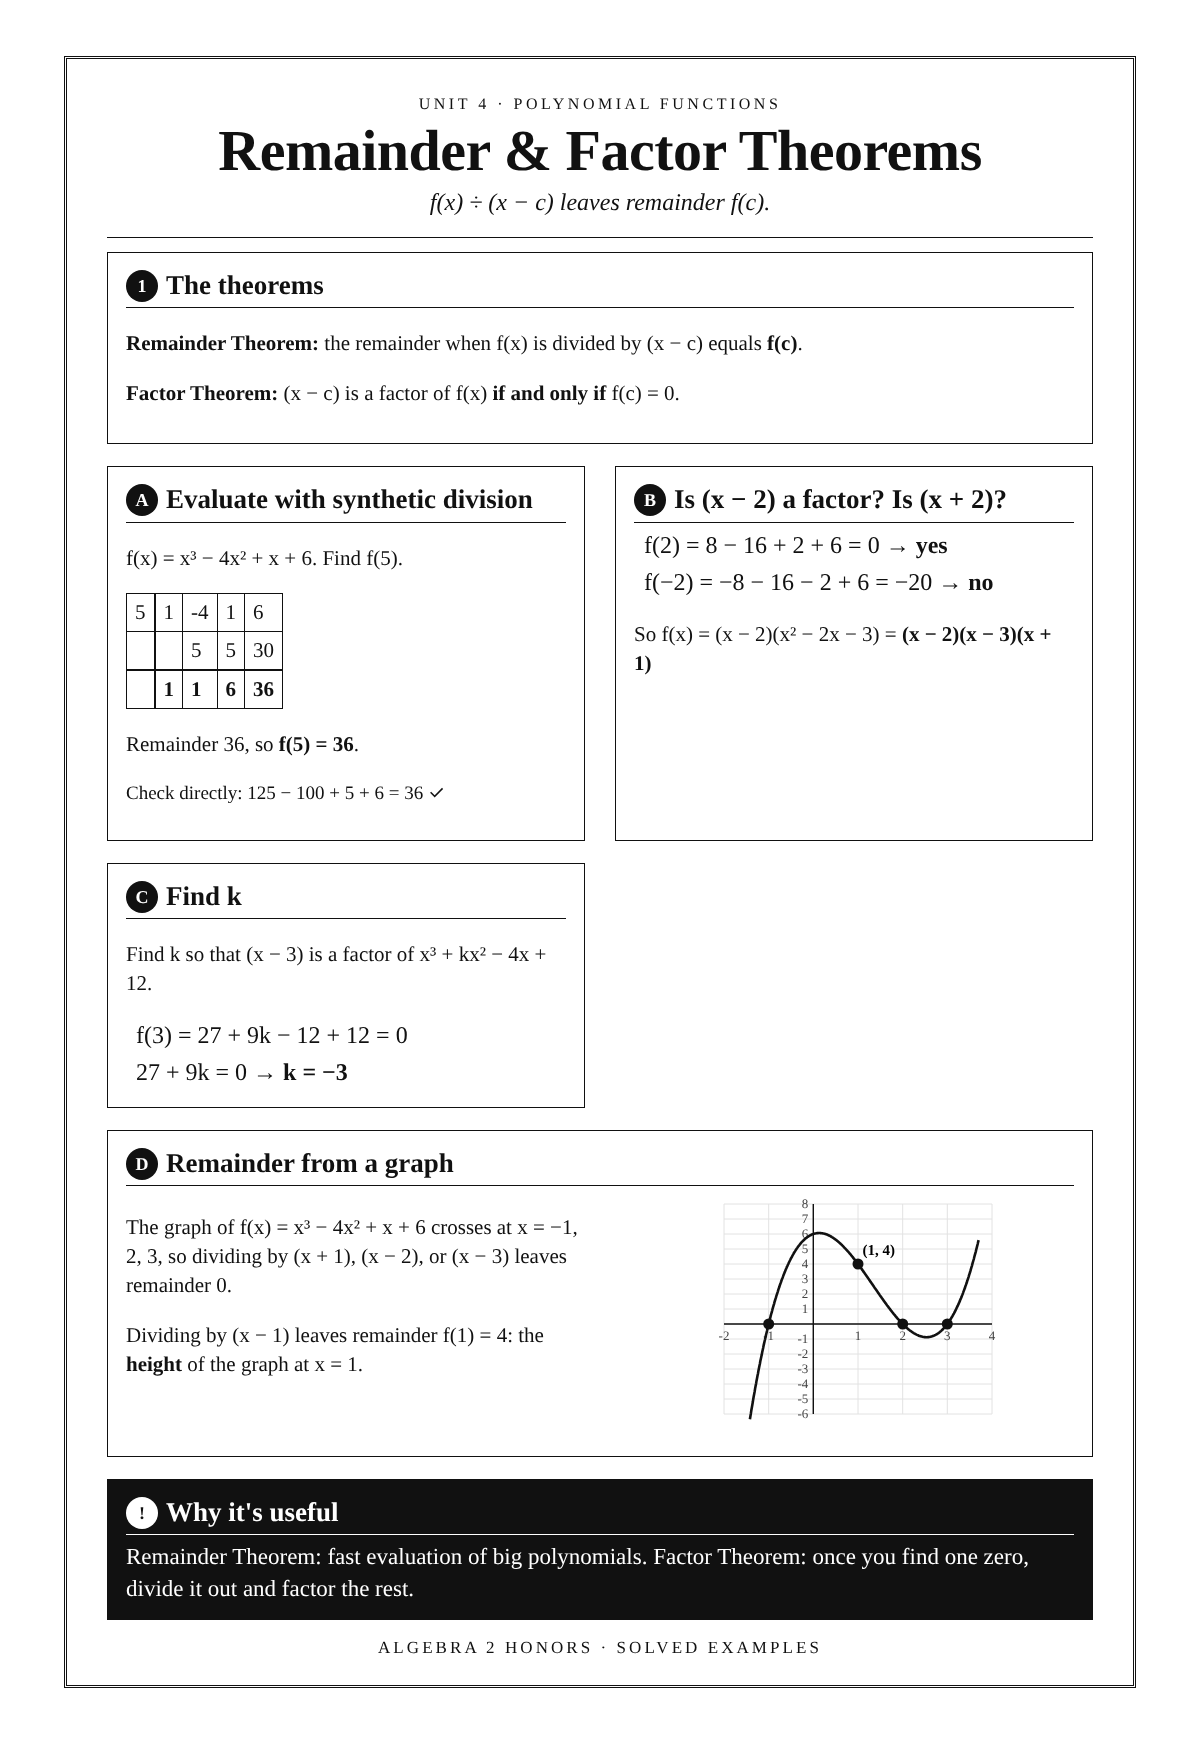 UNIT 4 · POLYNOMIAL FUNCTIONS
Remainder & Factor Theorems
f(x) ÷ (x − c) leaves remainder f(c).
1 The theorems
Remainder Theorem: the remainder when f(x) is divided by (x − c) equals f(c).
Factor Theorem: (x − c) is a factor of f(x) if and only if f(c) = 0.
A Evaluate with synthetic division
f(x) = x³ − 4x² + x + 6. Find f(5).
5 1 -4 1 6
5 5 30
1 1 6 36
Remainder 36, so f(5) = 36.
Check directly: 125 − 100 + 5 + 6 = 36 ✓
B Is (x − 2) a factor? Is (x + 2)?
f(2) = 8 − 16 + 2 + 6 = 0 → yes
f(−2) = −8 − 16 − 2 + 6 = −20 → no
So f(x) = (x − 2)(x² − 2x − 3) = (x − 2)(x − 3)(x +
1)
C Find k
Find k so that (x − 3) is a factor of x³ + kx² − 4x +
12.
f(3) = 27 + 9k − 12 + 12 = 0
27 + 9k = 0 → k = −3
D Remainder from a graph
The graph of f(x) = x³ − 4x² + x + 6 crosses at x = −1,
2, 3, so dividing by (x + 1), (x − 2), or (x − 3) leaves
remainder 0.
Dividing by (x − 1) leaves remainder f(1) = 4: the
height of the graph at x = 1.
8
7
6
5
(1, 4)
4
3
2
1
-2 -1 1 2 3 4
-1
-2
-3
-4
-5
-6
! Why it's useful
Remainder Theorem: fast evaluation of big polynomials. Factor Theorem: once you find one zero,
divide it out and factor the rest.
ALGEBRA 2 HONORS · SOLVED EXAMPLES